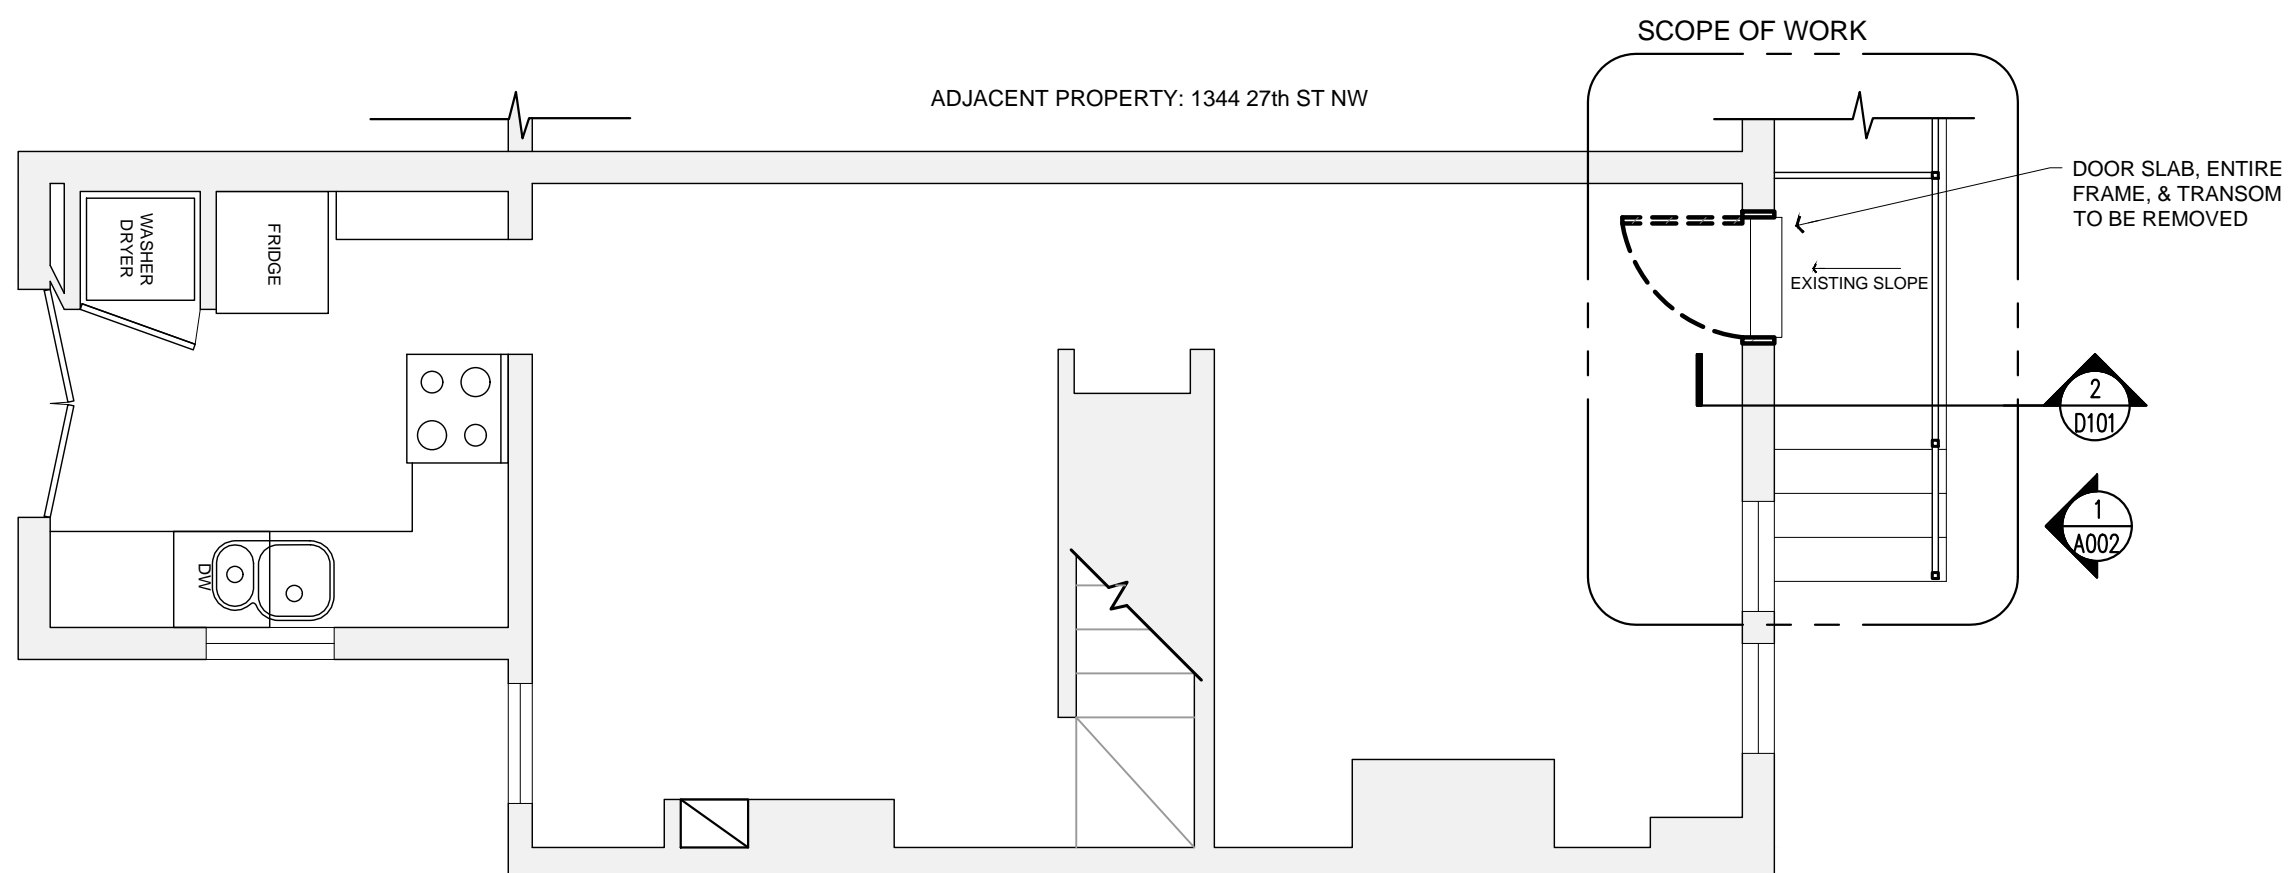 SCOPE OF WORK
ADJACENT PROPERTY: 1344 27th ST NW
DOOR SLAB, ENTIRE
FRAME, & TRANSOM
TO BE REMOVED
WASHER
DRYER
FRIDGE
EXISTING SLOPE
2
D101
1
A002
DW